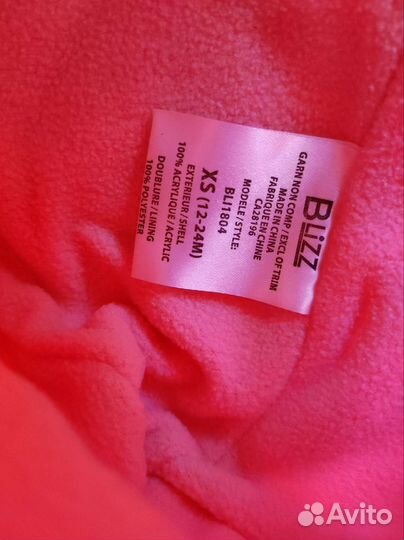 BLiZZ
GARN NON COMP / EXCL OF TRIM
MADE IN CHINA
FABRIQUE EN CHINE
CA28196
MODELE / STYLE:
BLI1804
XS (12-24M)
EXTERIEUR / SHELL
100% ACRYLIQUE / ACRYLIC
DOUBLURE / LINING
100% POLYESTER
Avito